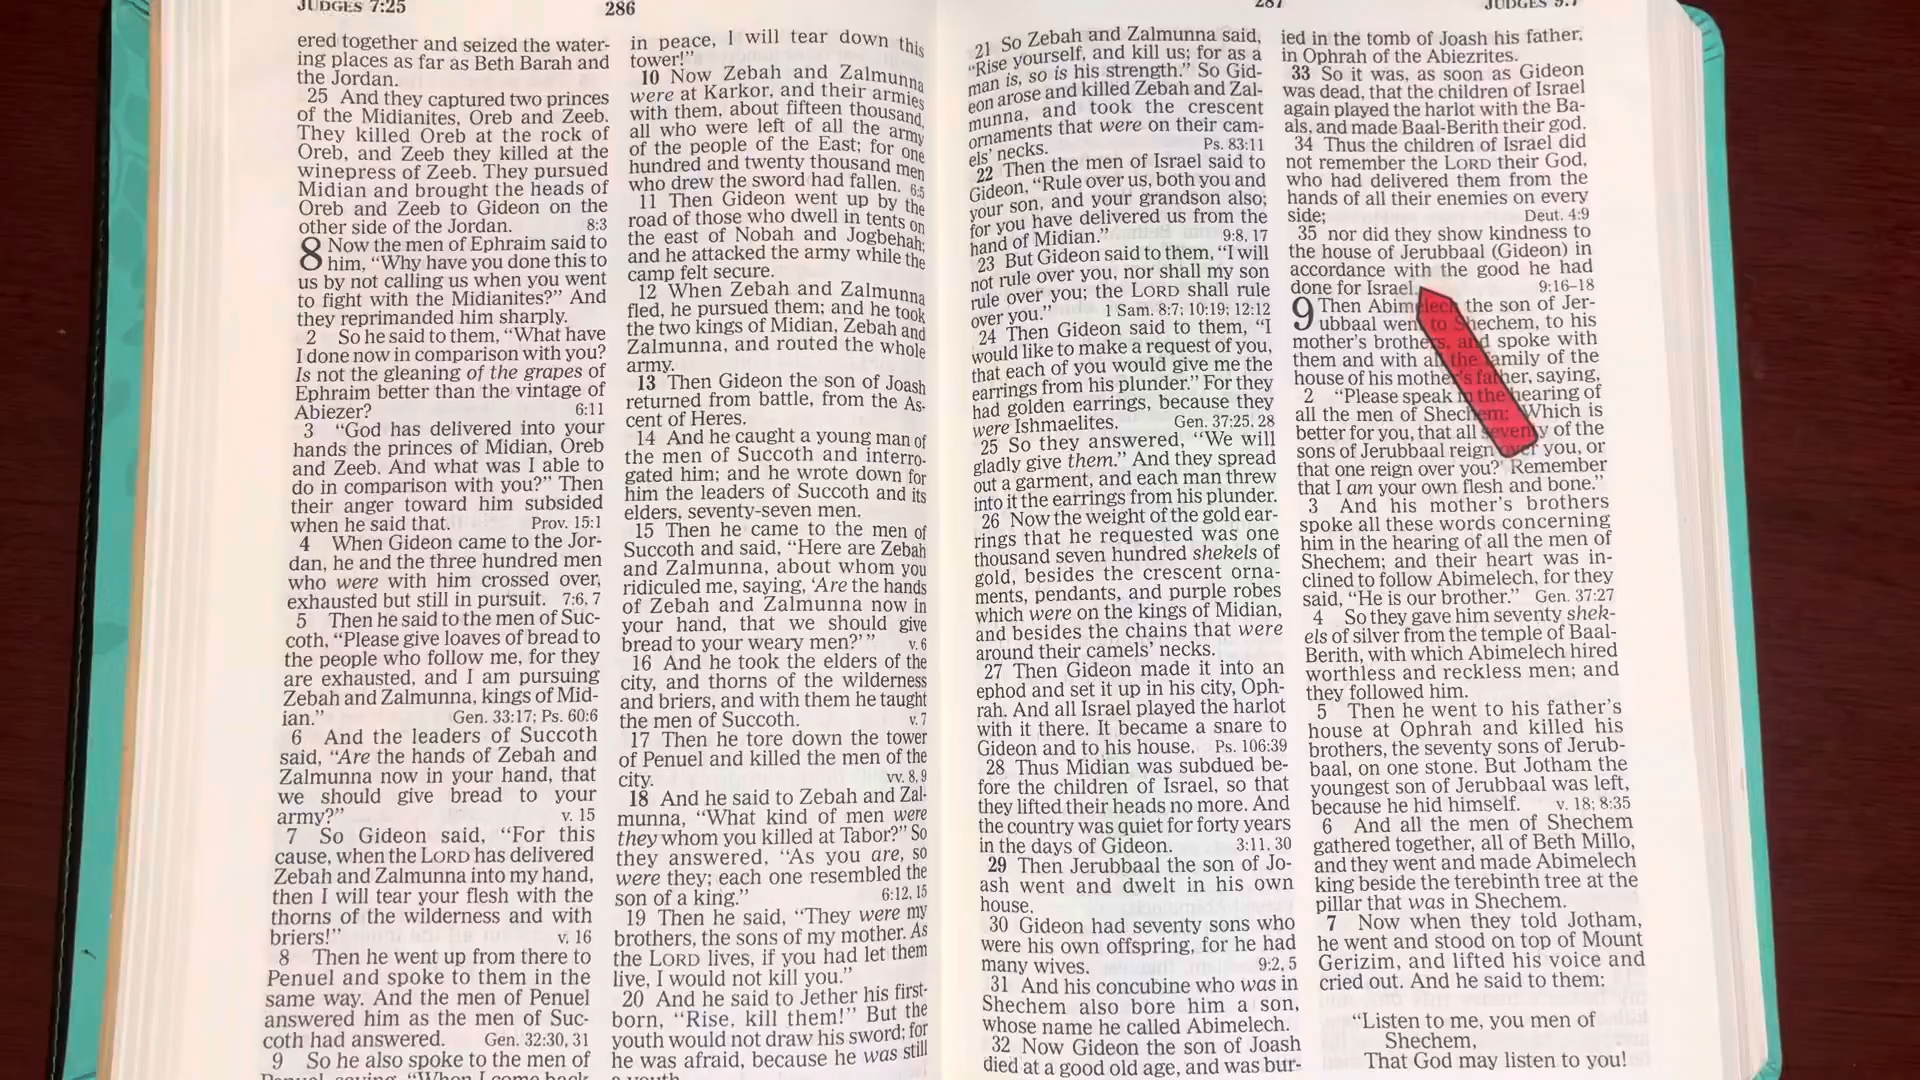 JUDGES 7:25
286
ered together and seized the water-
ing places as far as Beth Barah and
the Jordan.
25 And they captured two princes
of the Midianites, Oreb and Zeeb.
They killed Oreb at the rock of
Oreb, and Zeeb they killed at the
winepress of Zeeb. They pursued
Midian and brought the heads of
Oreb and Zeeb to Gideon on the
other side of the Jordan. 8:3
8 Now the men of Ephraim said to
him, “Why have you done this to
us by not calling us when you went
to fight with the Midianites?” And
they reprimanded him sharply.
2 So he said to them, “What have
I done now in comparison with you?
Is not the gleaning of the grapes of
Ephraim better than the vintage of
Abiezer? 6:11
3 “God has delivered into your
hands the princes of Midian, Oreb
and Zeeb. And what was I able to
do in comparison with you?” Then
their anger toward him subsided
when he said that. Prov. 15:1
4 When Gideon came to the Jor-
dan, he and the three hundred men
who were with him crossed over,
exhausted but still in pursuit. 7:6, 7
5 Then he said to the men of Suc-
coth, “Please give loaves of bread to
the people who follow me, for they
are exhausted, and I am pursuing
Zebah and Zalmunna, kings of Mid-
ian.” Gen. 33:17; Ps. 60:6
6 And the leaders of Succoth
said, “Are the hands of Zebah and
Zalmunna now in your hand, that
we should give bread to your
army?” v. 15
7 So Gideon said, “For this
cause, when the LORD has delivered
Zebah and Zalmunna into my hand,
then I will tear your flesh with the
thorns of the wilderness and with
briers!” v. 16
8 Then he went up from there to
Penuel and spoke to them in the
same way. And the men of Penuel
answered him as the men of Suc-
coth had answered. Gen. 32:30, 31
9 So he also spoke to the men of
Penuel, saying, “When I come back
in peace, I will tear down this
tower!”
10 Now Zebah and Zalmunna
were at Karkor, and their armies
with them, about fifteen thousand,
all who were left of all the army
of the people of the East; for one
hundred and twenty thousand men
who drew the sword had fallen. 6:5
11 Then Gideon went up by the
road of those who dwell in tents on
the east of Nobah and Jogbehah;
and he attacked the army while the
camp felt secure.
12 When Zebah and Zalmunna
fled, he pursued them; and he took
the two kings of Midian, Zebah and
Zalmunna, and routed the whole
army.
13 Then Gideon the son of Joash
returned from battle, from the As-
cent of Heres.
14 And he caught a young man of
the men of Succoth and interro-
gated him; and he wrote down for
him the leaders of Succoth and its
elders, seventy-seven men.
15 Then he came to the men of
Succoth and said, “Here are Zebah
and Zalmunna, about whom you
ridiculed me, saying, ‘Are the hands
of Zebah and Zalmunna now in
your hand, that we should give
bread to your weary men?’ ” v. 6
16 And he took the elders of the
city, and thorns of the wilderness
and briers, and with them he taught
the men of Succoth. v. 7
17 Then he tore down the tower
of Penuel and killed the men of the
city. vv. 8, 9
18 And he said to Zebah and Zal-
munna, “What kind of men were
they whom you killed at Tabor?” So
they answered, “As you are, so
were they; each one resembled the
son of a king.” 6:12, 15
19 Then he said, “They were my
brothers, the sons of my mother. As
the LORD lives, if you had let them
live, I would not kill you.”
20 And he said to Jether his first-
born, “Rise, kill them!” But the
youth would not draw his sword; for
he was afraid, because he was still
a youth.
287
JUDGES 9:7
21 So Zebah and Zalmunna said,
“Rise yourself, and kill us; for as a
man is, so is his strength.” So Gid-
eon arose and killed Zebah and Zal-
munna, and took the crescent
ornaments that were on their cam-
els’ necks. Ps. 83:11
22 Then the men of Israel said to
Gideon, “Rule over us, both you and
your son, and your grandson also;
for you have delivered us from the
hand of Midian.” 9:8, 17
23 But Gideon said to them, “I will
not rule over you, nor shall my son
rule over you; the LORD shall rule
over you.” 1 Sam. 8:7; 10:19; 12:12
24 Then Gideon said to them, “I
would like to make a request of you,
that each of you would give me the
earrings from his plunder.” For they
had golden earrings, because they
were Ishmaelites. Gen. 37:25, 28
25 So they answered, “We will
gladly give them.” And they spread
out a garment, and each man threw
into it the earrings from his plunder.
26 Now the weight of the gold ear-
rings that he requested was one
thousand seven hundred shekels of
gold, besides the crescent orna-
ments, pendants, and purple robes
which were on the kings of Midian,
and besides the chains that were
around their camels’ necks.
27 Then Gideon made it into an
ephod and set it up in his city, Oph-
rah. And all Israel played the harlot
with it there. It became a snare to
Gideon and to his house. Ps. 106:39
28 Thus Midian was subdued be-
fore the children of Israel, so that
they lifted their heads no more. And
the country was quiet for forty years
in the days of Gideon. 3:11, 30
29 Then Jerubbaal the son of Jo-
ash went and dwelt in his own
house.
30 Gideon had seventy sons who
were his own offspring, for he had
many wives. 9:2, 5
31 And his concubine who was in
Shechem also bore him a son,
whose name he called Abimelech.
32 Now Gideon the son of Joash
died at a good old age, and was bur-
ied in the tomb of Joash his father,
in Ophrah of the Abiezrites.
33 So it was, as soon as Gideon
was dead, that the children of Israel
again played the harlot with the Ba-
als, and made Baal-Berith their god.
34 Thus the children of Israel did
not remember the LORD their God,
who had delivered them from the
hands of all their enemies on every
side; Deut. 4:9
35 nor did they show kindness to
the house of Jerubbaal (Gideon) in
accordance with the good he had
done for Israel. 9:16–18
9 Then Abimelech the son of Jer-
ubbaal went to Shechem, to his
mother’s brothers, and spoke with
them and with all the family of the
house of his mother’s father, saying,
2 “Please speak in the hearing of
all the men of Shechem: ‘Which is
better for you, that all seventy of the
sons of Jerubbaal reign over you, or
that one reign over you?’ Remember
that I am your own flesh and bone.”
3 And his mother’s brothers
spoke all these words concerning
him in the hearing of all the men of
Shechem; and their heart was in-
clined to follow Abimelech, for they
said, “He is our brother.” Gen. 37:27
4 So they gave him seventy shek-
els of silver from the temple of Baal-
Berith, with which Abimelech hired
worthless and reckless men; and
they followed him.
5 Then he went to his father’s
house at Ophrah and killed his
brothers, the seventy sons of Jerub-
baal, on one stone. But Jotham the
youngest son of Jerubbaal was left,
because he hid himself. v. 18; 8:35
6 And all the men of Shechem
gathered together, all of Beth Millo,
and they went and made Abimelech
king beside the terebinth tree at the
pillar that was in Shechem.
7 Now when they told Jotham,
he went and stood on top of Mount
Gerizim, and lifted his voice and
cried out. And he said to them:
“Listen to me, you men of
Shechem,
That God may listen to you!